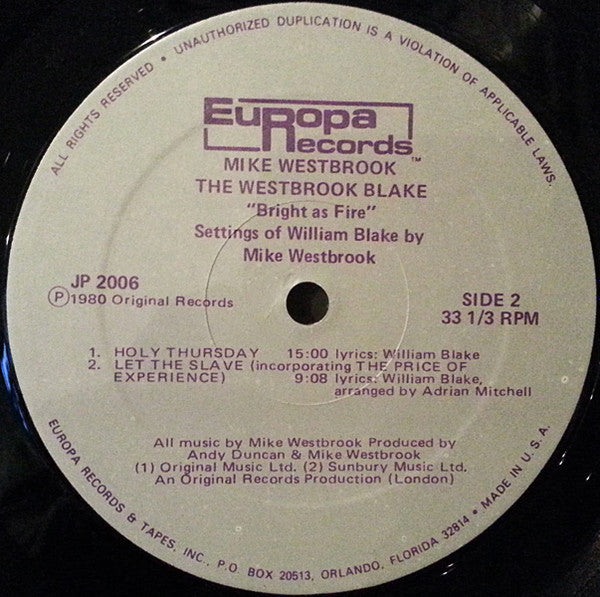 ALL RIGHTS RESERVED • UNAUTHORIZED DUPLICATION IS A VIOLATION OF APPLICABLE LAWS.
EuRopa
Records™
MIKE WESTBROOK
THE WESTBROOK BLAKE
"Bright as Fire"
Settings of William Blake by
Mike Westbrook
JP 2006
Ⓟ1980 Original Records
SIDE 2
33 1/3 RPM
1. HOLY THURSDAY 15:00 lyrics: William Blake
2. LET THE SLAVE (incorporating THE PRICE OF
EXPERIENCE) 9:08 lyrics: William Blake,
arranged by Adrian Mitchell
All music by Mike Westbrook Produced by
Andy Duncan & Mike Westbrook
(1) Original Music Ltd. (2) Sunbury Music Ltd.
An Original Records Production (London)
EUROPA RECORDS & TAPES, INC., P.O. BOX 20513, ORLANDO, FLORIDA 32814 • MADE IN U.S.A.